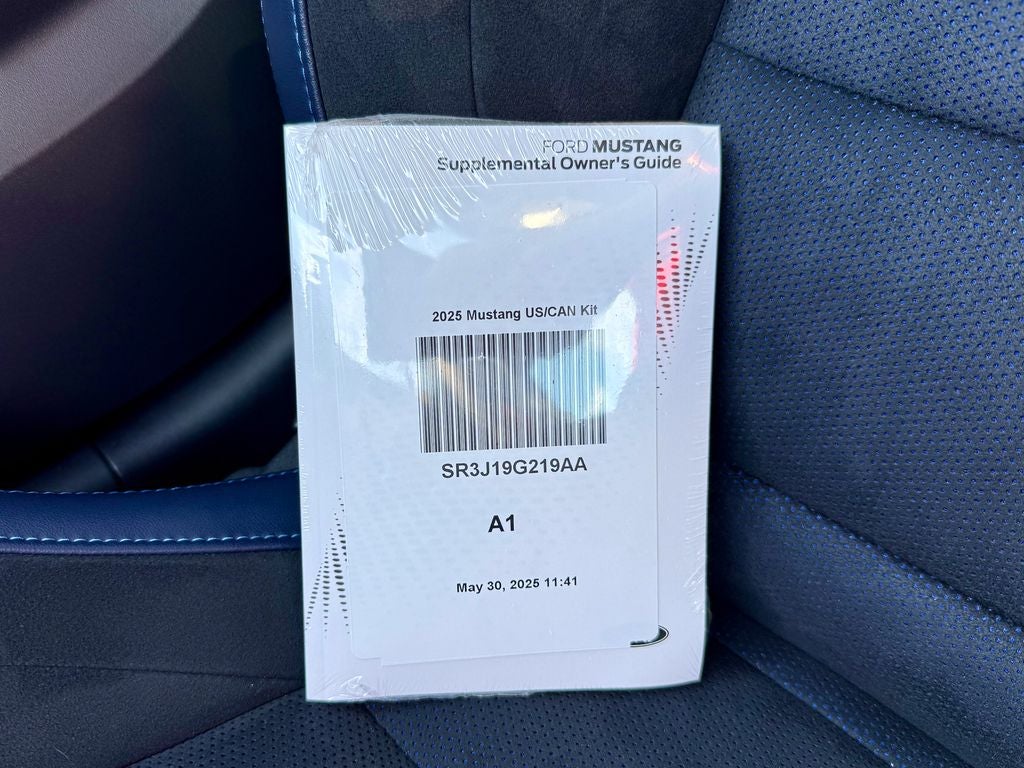 FORD MUSTANG
Supplemental Owner's Guide
2025 Mustang US/CAN Kit
SR3J19G219AA
A1
May 30, 2025 11:41